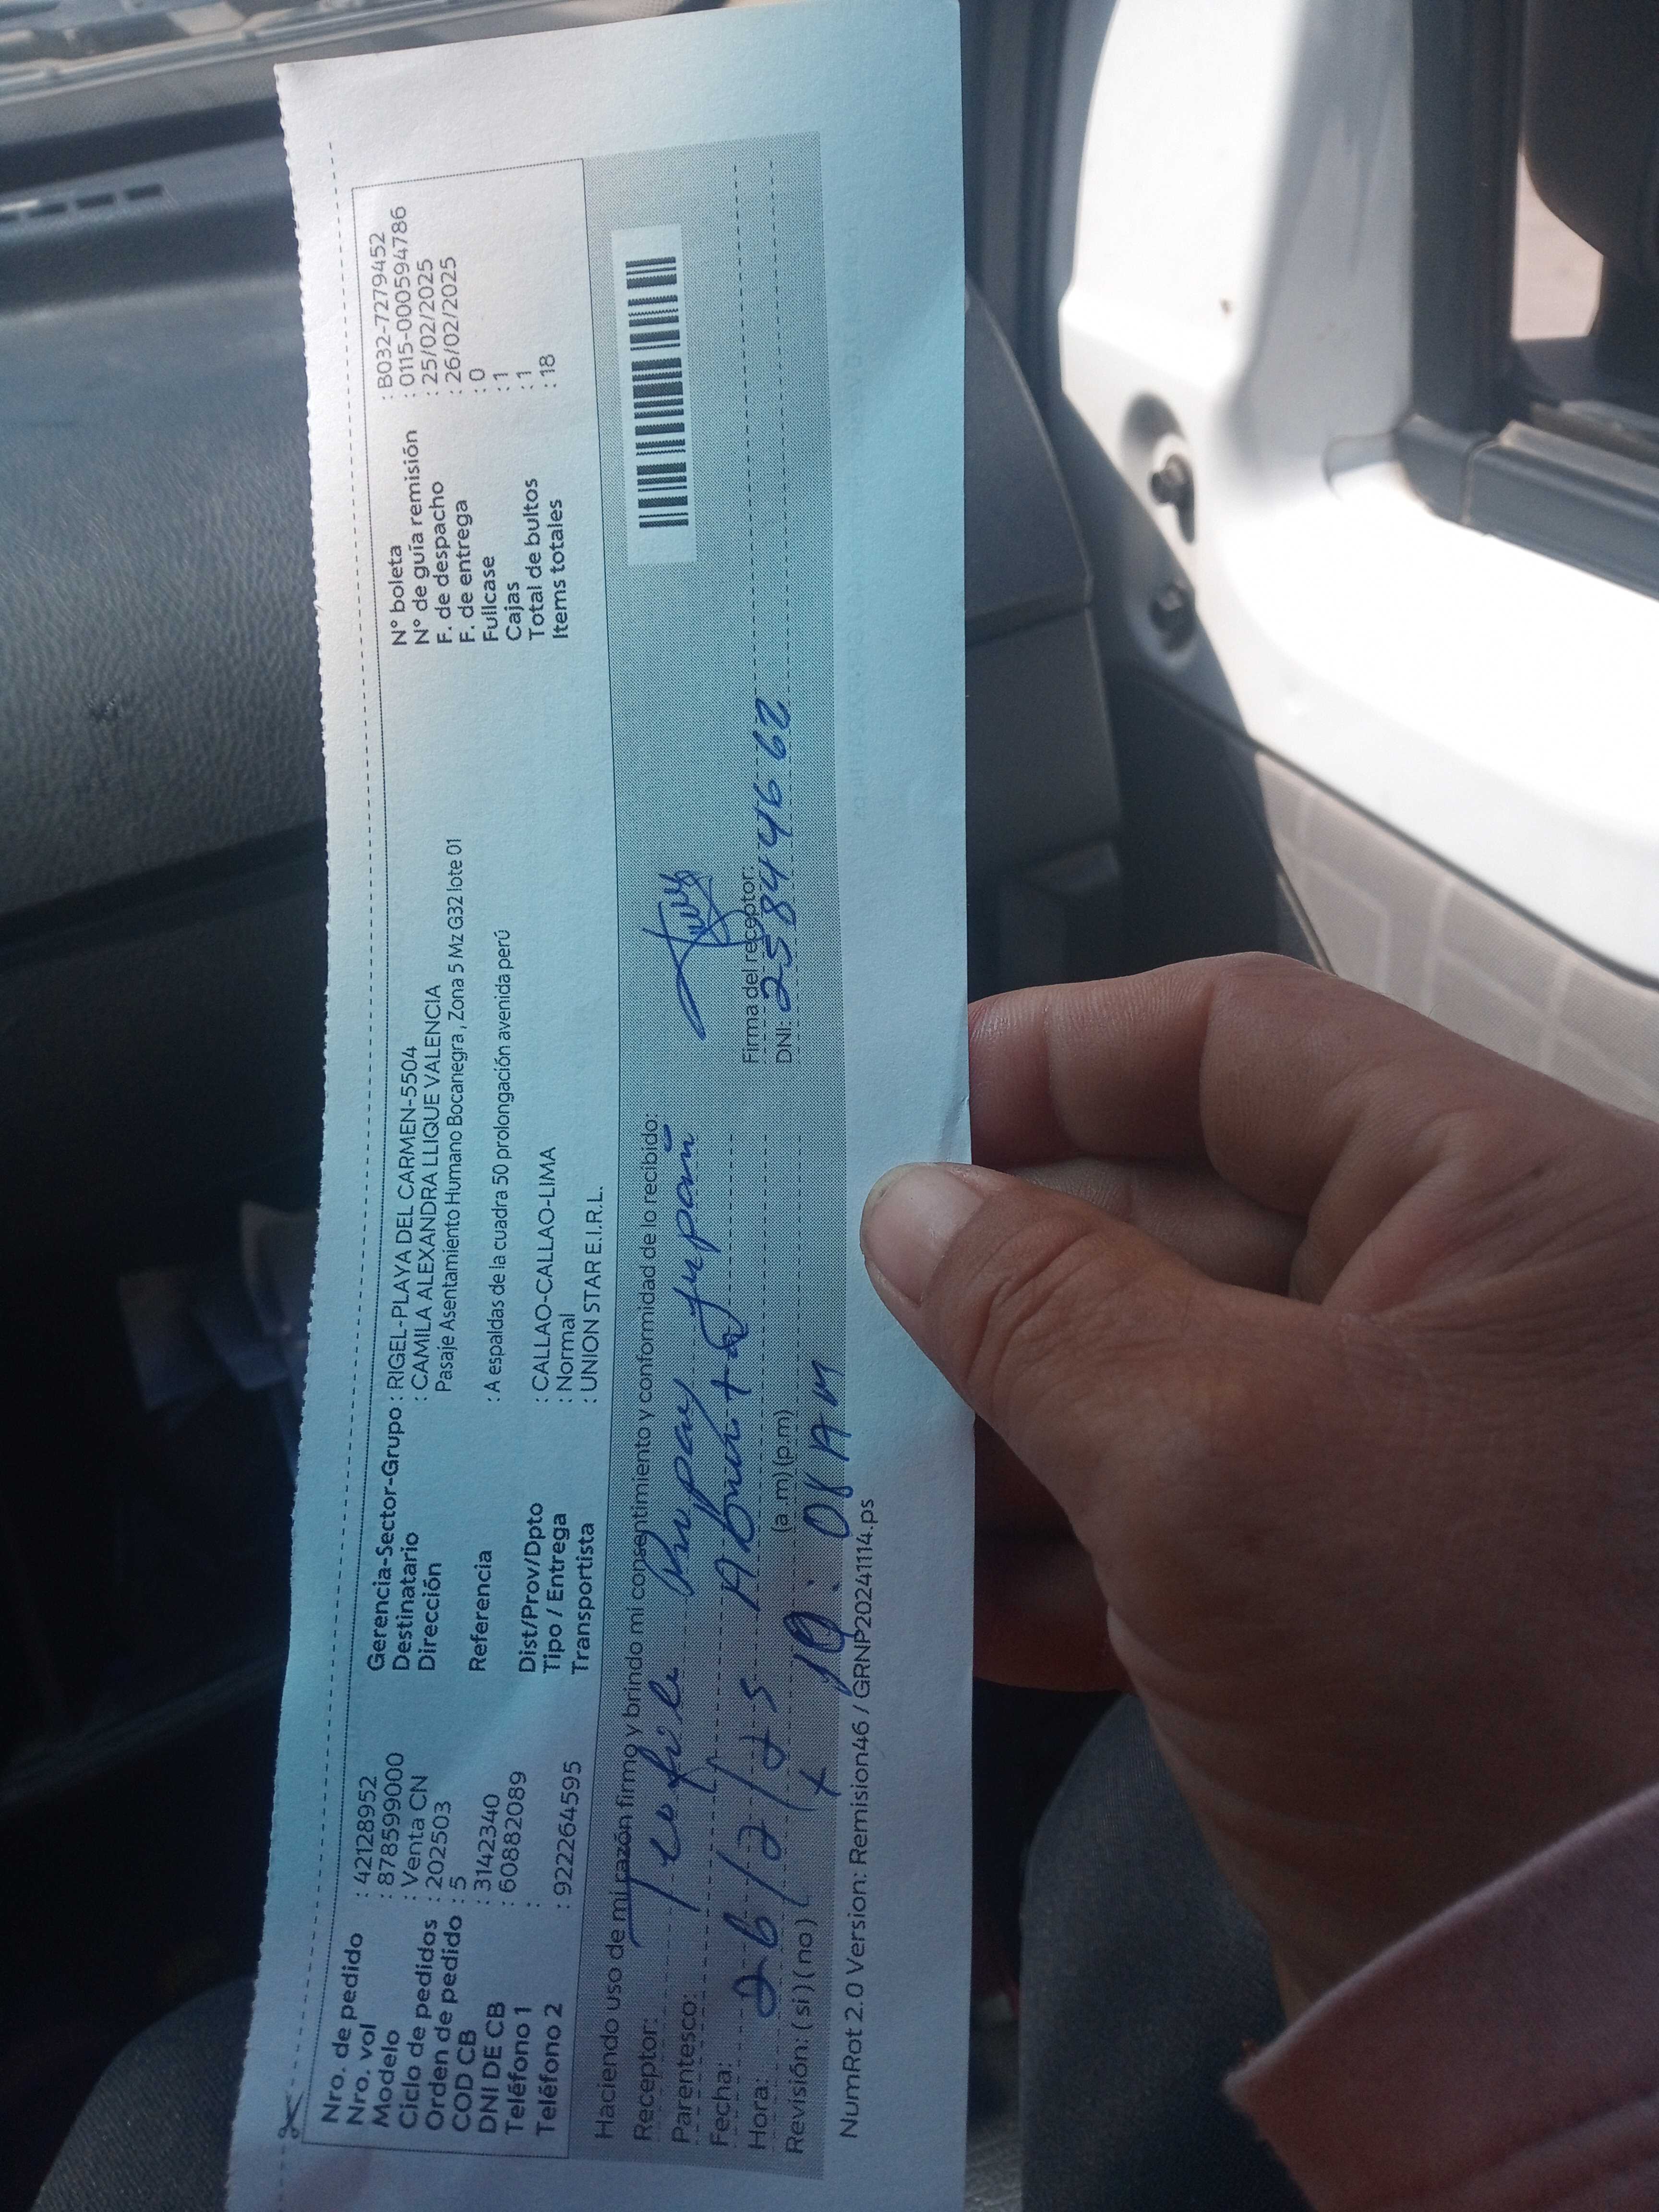 Nro. de pedido : 42128952
Nro. vol : 878599000
Modelo : Venta CN
Ciclo de pedidos : 202503
Orden de pedido : 5
COD CB : 3142340
DNI DE CB : 60882089
Teléfono 1 :
Teléfono 2 : 922264595
Gerencia-Sector-Grupo : RIGEL-PLAYA DEL CARMEN-5504
Destinatario : CAMILA ALEXANDRA LLIQUE VALENCIA
Dirección Pasaje Asentamiento Humano Bocanegra , Zona 5 Mz G32 lote 01
Referencia : A espaldas de la cuadra 50 prolongación avenida perú
Dist/Prov/Dpto : CALLAO-CALLAO-LIMA
Tipo / Entrega : Normal
Transportista : UNION STAR E.I.R.L.
N° boleta : B032-7279452
N° de guía remisión : 0115-000594786
F. de despacho : 25/02/2025
F. de entrega : 26/02/2025
Fullcase : 0
Cajas : 1
Total de bultos : 1
Items totales : 18
Haciendo uso de mi razón firmo y brindo mi consentimiento y conformidad de lo recibido:
Receptor:
Parentesco:
Fecha: 26/2/25
Hora: (a.m) (p.m)
Revisión: ( si ) ( no ) 10:08 AM
Firma del receptor
DNI: 25844662
NumRot 2.0 Version: Remision46 / GRNP20241114.ps